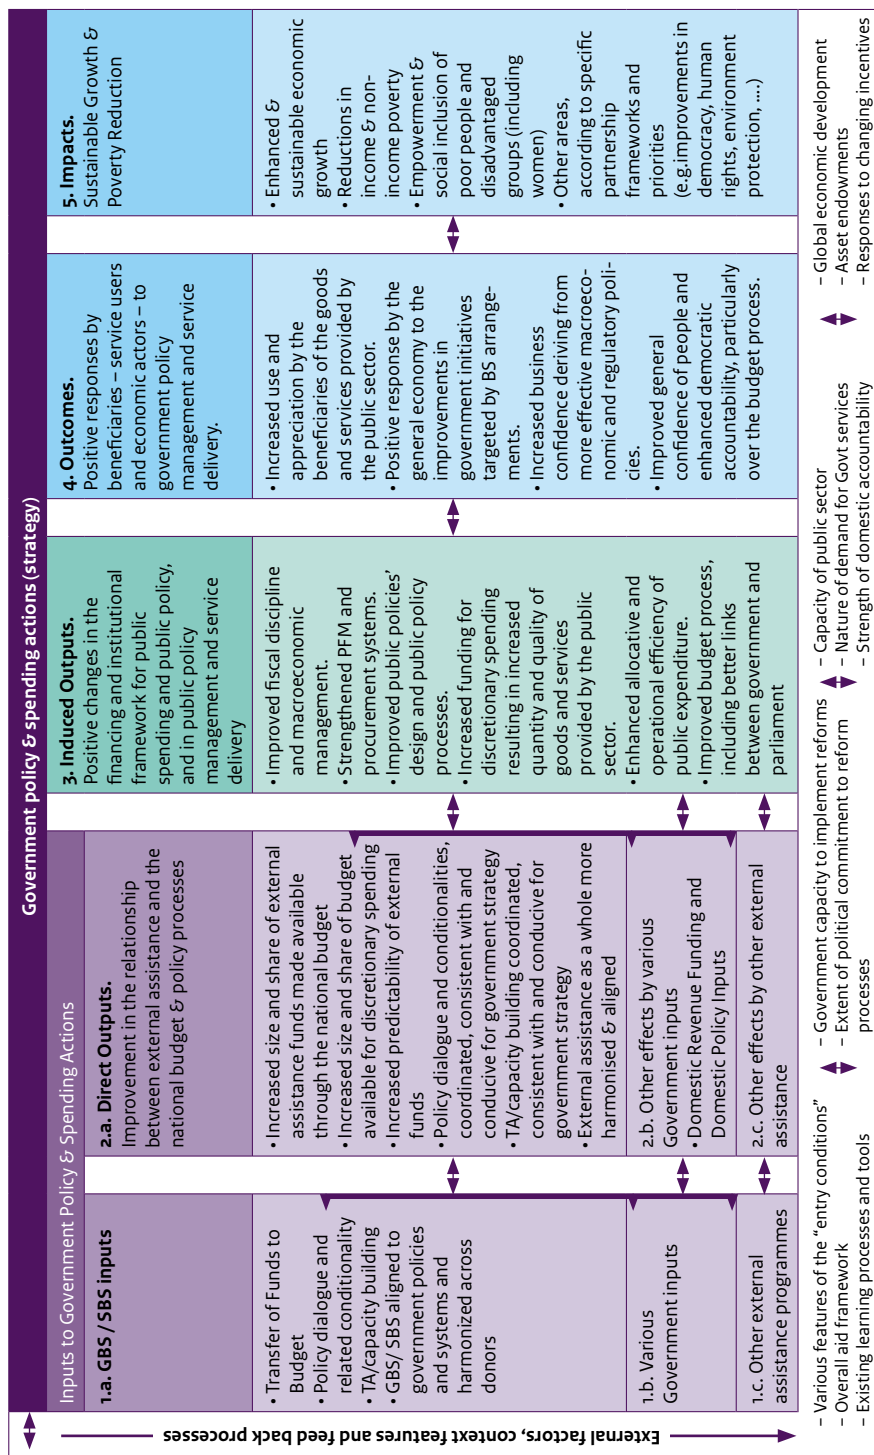 Government policy & spending actions (strategy)
Inputs to Government Policy & Spending Actions
1.a. GBS / SBS inputs
2.a. Direct Outputs.
Improvement in the relationship
between external assistance and the
national budget & policy processes
3. Induced Outputs.
Positive changes in the
financing and institutional
framework for public
spending and public policy,
and in public policy
management and service
delivery
4. Outcomes.
Positive responses by
beneficiaries – service users
and economic actors – to
government policy
management and service
delivery.
5. Impacts.
Sustainable Growth &
Poverty Reduction
• Transfer of Funds to
Budget
• Policy dialogue and
related conditionality
• TA/capacity building
• GBS/ SBS aligned to
government policies
and systems and
harmonized across
donors
• Increased size and share of external
assistance funds made available
through the national budget
• Increased size and share of budget
available for discretionary spending
• Increased predictability of external
funds
• Policy dialogue and conditionalities,
coordinated, consistent with and
conducive for government strategy
• TA/capacity building coordinated,
consistent with and conducive for
government strategy
• External assistance as a whole more
harmonised & aligned
• Improved fiscal discipline
and macroeconomic
management.
• Strengthened PFM and
procurement systems.
• Improved public policies’
design and public policy
processes.
• Increased funding for
discretionary spending
resulting in increased
quantity and quality of
goods and services
provided by the public
sector.
• Enhanced allocative and
operational efficiency of
public expenditure.
• Improved budget process,
including better links
between government and
parliament
• Increased use and
appreciation by the
beneficiaries of the goods
and services provided by
the public sector.
• Positive response by the
general economy to the
improvements in
government initiatives
targeted by BS arrange-
ments.
• Increased business
confidence deriving from
more effective macroeco-
nomic and regulatory poli-
cies.
• Improved general
confidence of people and
enhanced democratic
accountability, particularly
over the budget process.
• Enhanced &
sustainable economic
growth
• Reductions in
income & non-
income poverty
• Empowerment &
social inclusion of
poor people and
disadvantaged
groups (including
women)
• Other areas,
according to specific
partnership
frameworks and
priorities
(e.g.improvements in
democracy, human
rights, environment
protection, ....)
1.b. Various
Government inputs
2.b. Other effects by various
Government inputs
• Domestic Revenue Funding and
Domestic Policy Inputs
1.c. Other external
assistance programmes
2.c. Other effects by other external
assistance
External factors, context features and feed back processes
– Various features of the “entry conditions”
– Overall aid framework
– Existing learning processes and tools
– Government capacity to implement reforms
– Extent of political commitment to reform
processes
– Capacity of public sector
– Nature of demand for Govt services
– Strength of domestic accountability
– Global economic development
– Asset endowments
– Responses to changing incentives